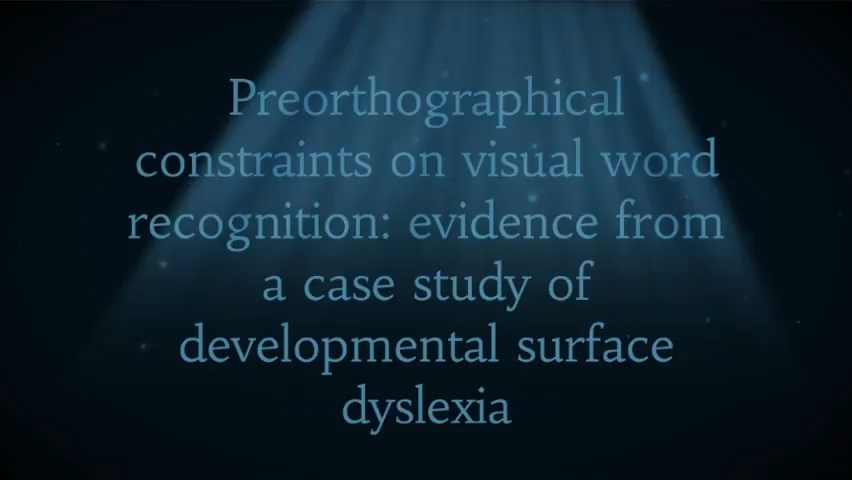 Preorthographical
constraints on visual word
recognition: evidence from
a case study of
developmental surface
dyslexia